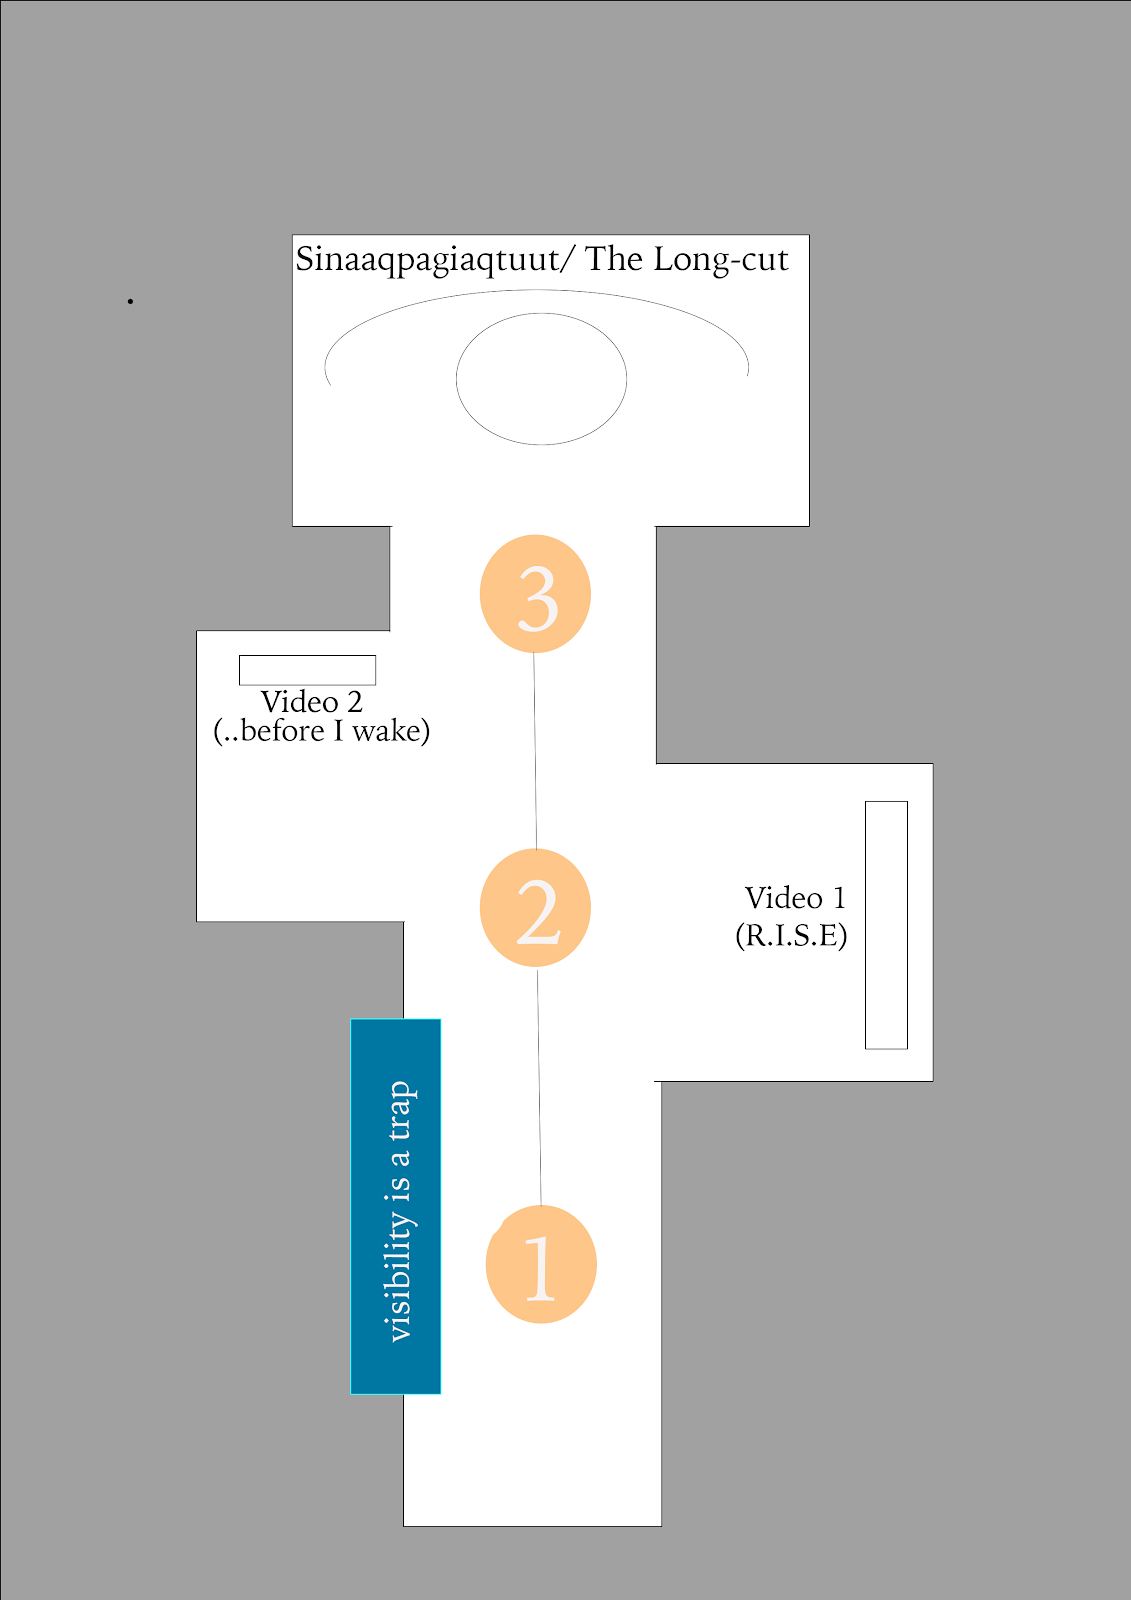 Sinaaqpagiaqtuut/ The Long-cut
3
Video 2
(..before I wake)
2
Video 1
(R.I.S.E)
visibility is a trap
1